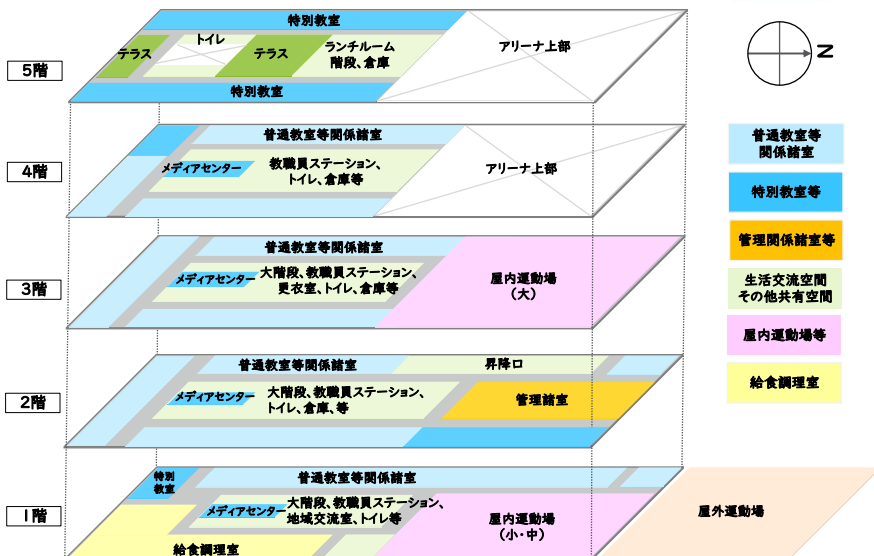 特別教室
テラス
トイレ
テラス
ランチルーム
階段、倉庫
アリーナ上部
特別教室
5階
N
普通教室等関係諸室
メディアセンター
教職員ステーション、
トイレ、倉庫等
アリーナ上部
4階
普通教室等関係諸室
メディアセンター
大階段、教職員ステーション、
更衣室、トイレ、倉庫等
屋内運動場
(大)
3階
普通教室等関係諸室
昇降口
メディアセンター
大階段、教職員ステーション、
トイレ、倉庫、等
管理諸室
2階
特別
教室
普通教室等関係諸室
メディアセンター
大階段、教職員ステーション、
地域交流室、トイレ等
屋内運動場
(小・中)
屋外運動場
給食調理室
1階
普通教室等
関係諸室
特別教室等
管理関係諸室等
生活交流空間
その他共有空間
屋内運動場等
給食調理室